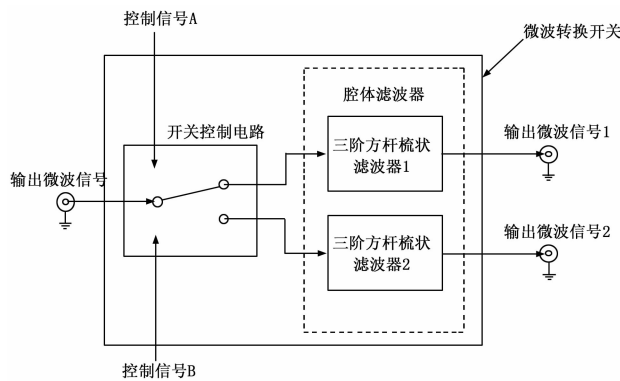 控制信号A
微波转换开关
腔体滤波器
开关控制电路
三阶方杆梳状
滤波器1
输出微波信号1
输出微波信号
三阶方杆梳状
滤波器2
输出微波信号2
控制信号B